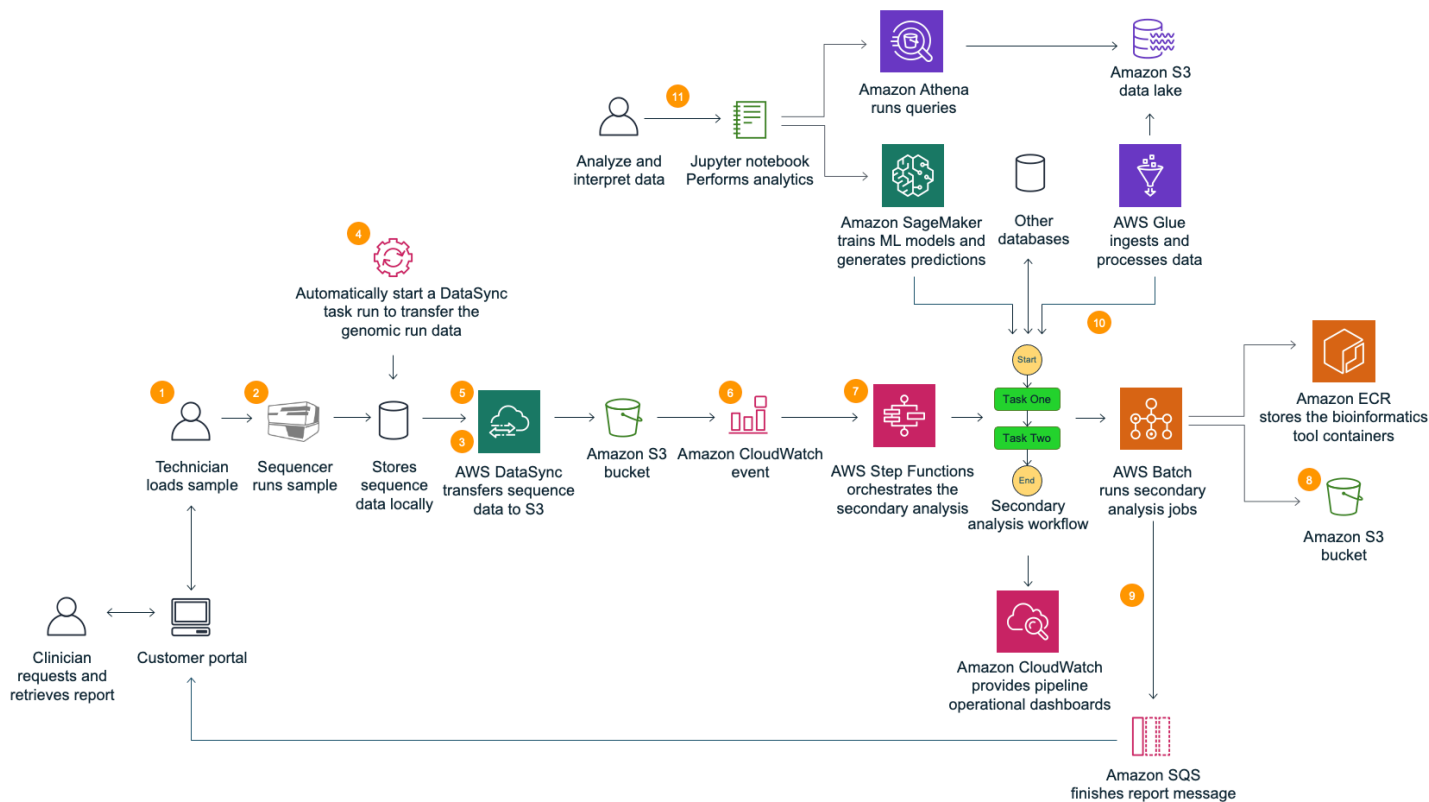 Amazon Athena
runs queries
Amazon S3
data lake
11
Analyze and
interpret data
Jupyter notebook
Performs analytics
Amazon SageMaker
trains ML models and
generates predictions
Other
databases
AWS Glue
ingests and
processes data
4
Automatically start a DataSync
task run to transfer the
genomic run data
10
1
Technician
loads sample
2
Sequencer
runs sample
Stores
sequence
data locally
5
3
AWS DataSync
transfers sequence
data to S3
Amazon S3
bucket
6
Amazon CloudWatch
event
7
AWS Step Functions
orchestrates the
secondary analysis
Start
Task One
Task Two
End
Secondary
analysis workflow
AWS Batch
runs secondary
analysis jobs
Amazon ECR
stores the bioinformatics
tool containers
8
Amazon S3
bucket
9
Clinician
requests and
retrieves report
Customer portal
Amazon CloudWatch
provides pipeline
operational dashboards
Amazon SQS
finishes report message